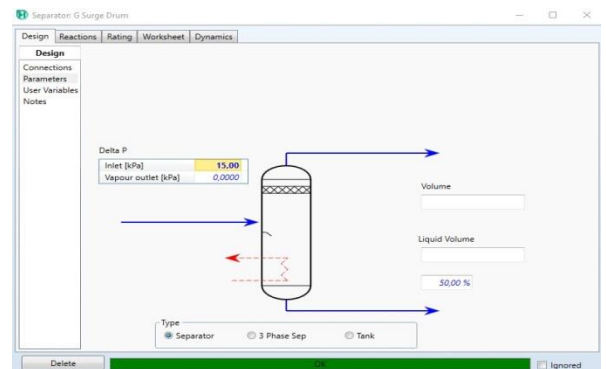 Separator: G Surge Drum
Design Reactions Rating Worksheet Dynamics
Design
Connections
Parameters
User Variables
Notes
Delta P
Inlet [kPa] 15,00
Vapour outlet [kPa] 0,0000
Volume
Liquid Volume
50,00 %
Type
Separator 3 Phase Sep Tank
Delete OK Ignored